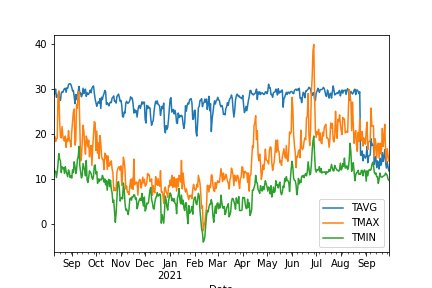 40
30
20
10
0
Sep Oct Nov Dec Jan Feb Mar Apr May Jun Jul Aug Sep
2021
Date
TAVG
TMAX
TMIN